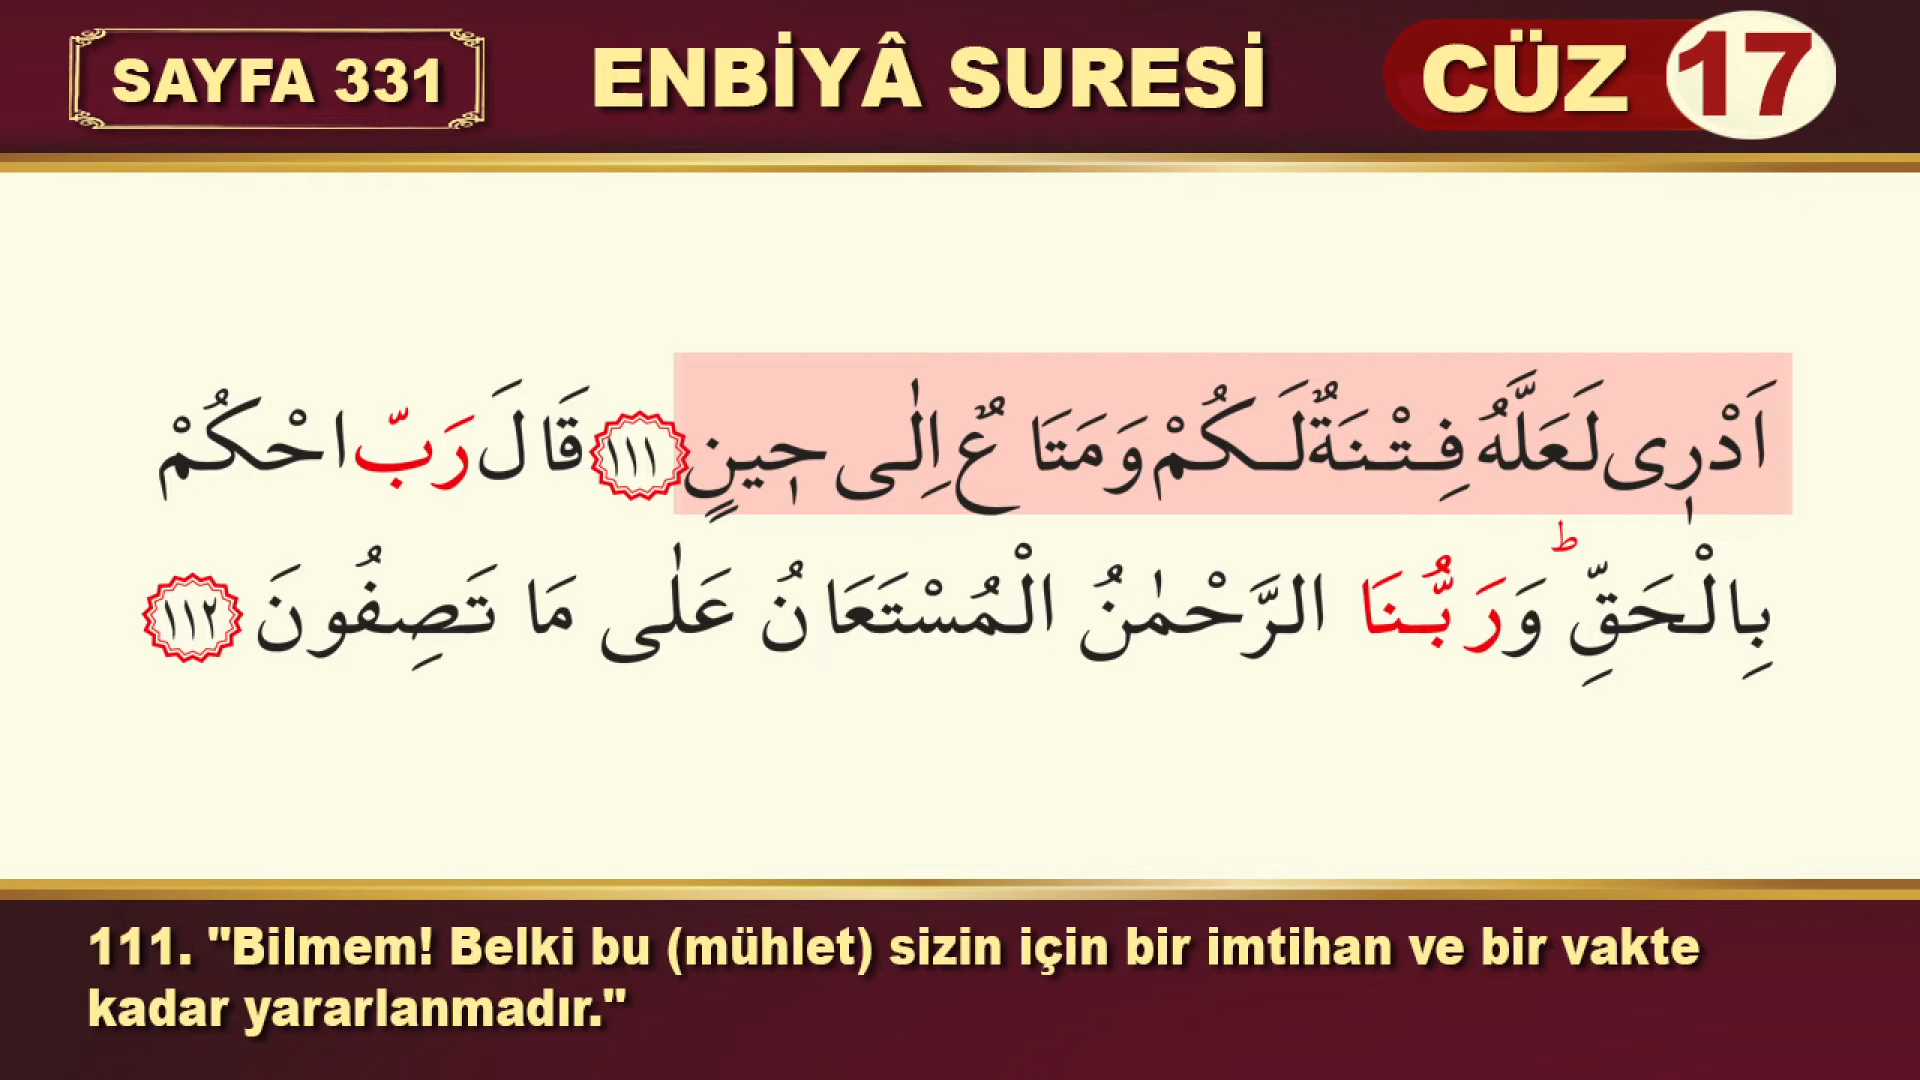 SAYFA 331
ENBİYÂ SURESİ
CÜZ 17
اَدْرٖى لَعَلَّهُ فِتْنَةٌ لَكُمْ وَمَتَاعٌ اِلٰى حٖينٍ ﴿١١١﴾ قَالَ رَبِّ احْكُمْ
بِالْحَقِّ ؕ وَرَبُّنَا الرَّحْمٰنُ الْمُسْتَعَانُ عَلٰى مَا تَصِفُونَ ﴿١١٢﴾
111. "Bilmem! Belki bu (mühlet) sizin için bir imtihan ve bir vakte
kadar yararlanmadır."